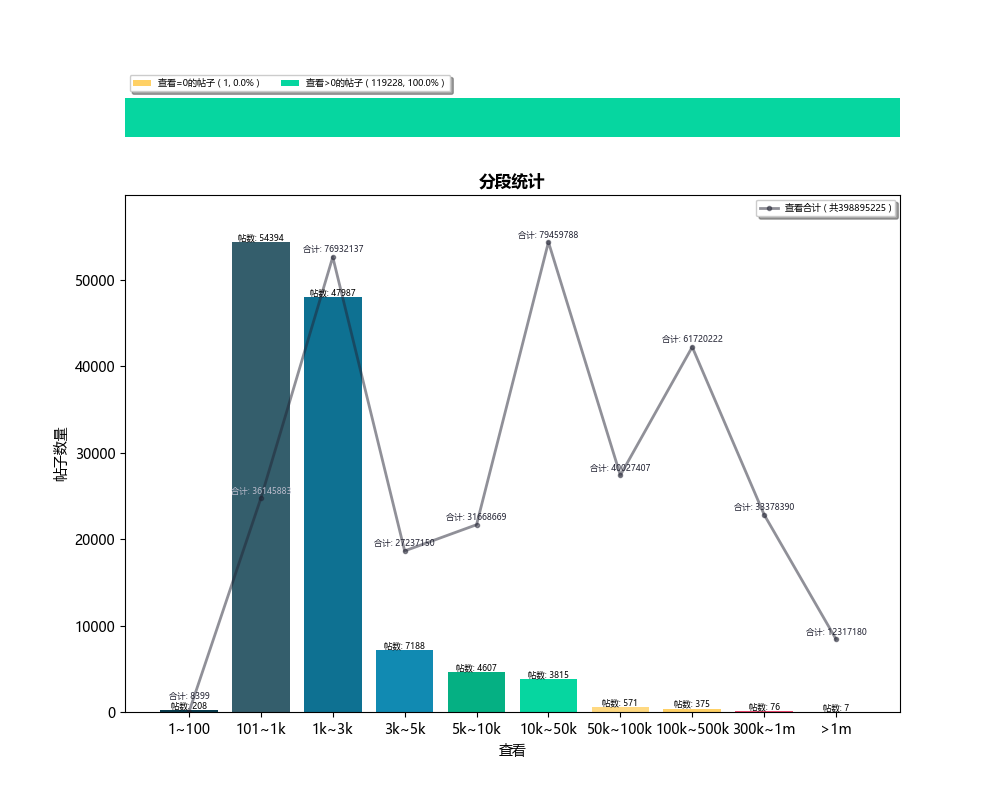 查看=0的帖子 ( 1, 0.0% )
查看>0的帖子 ( 119228, 100.0% )
分段统计
查看合计 ( 共398895225 )
帖子数量
50000
40000
30000
20000
10000
0
合计: 8399
帖数: 208
帖数: 54394
合计: 36145883
合计: 76932137
帖数: 47987
合计: 27237150
帖数: 7188
合计: 31668669
帖数: 4607
合计: 79459788
帖数: 3815
合计: 40027407
帖数: 571
合计: 61720222
帖数: 375
合计: 33378390
帖数: 76
合计: 12317180
帖数: 7
1~100
101~1k
1k~3k
3k~5k
5k~10k
10k~50k
50k~100k
100k~500k
300k~1m
>1m
查看